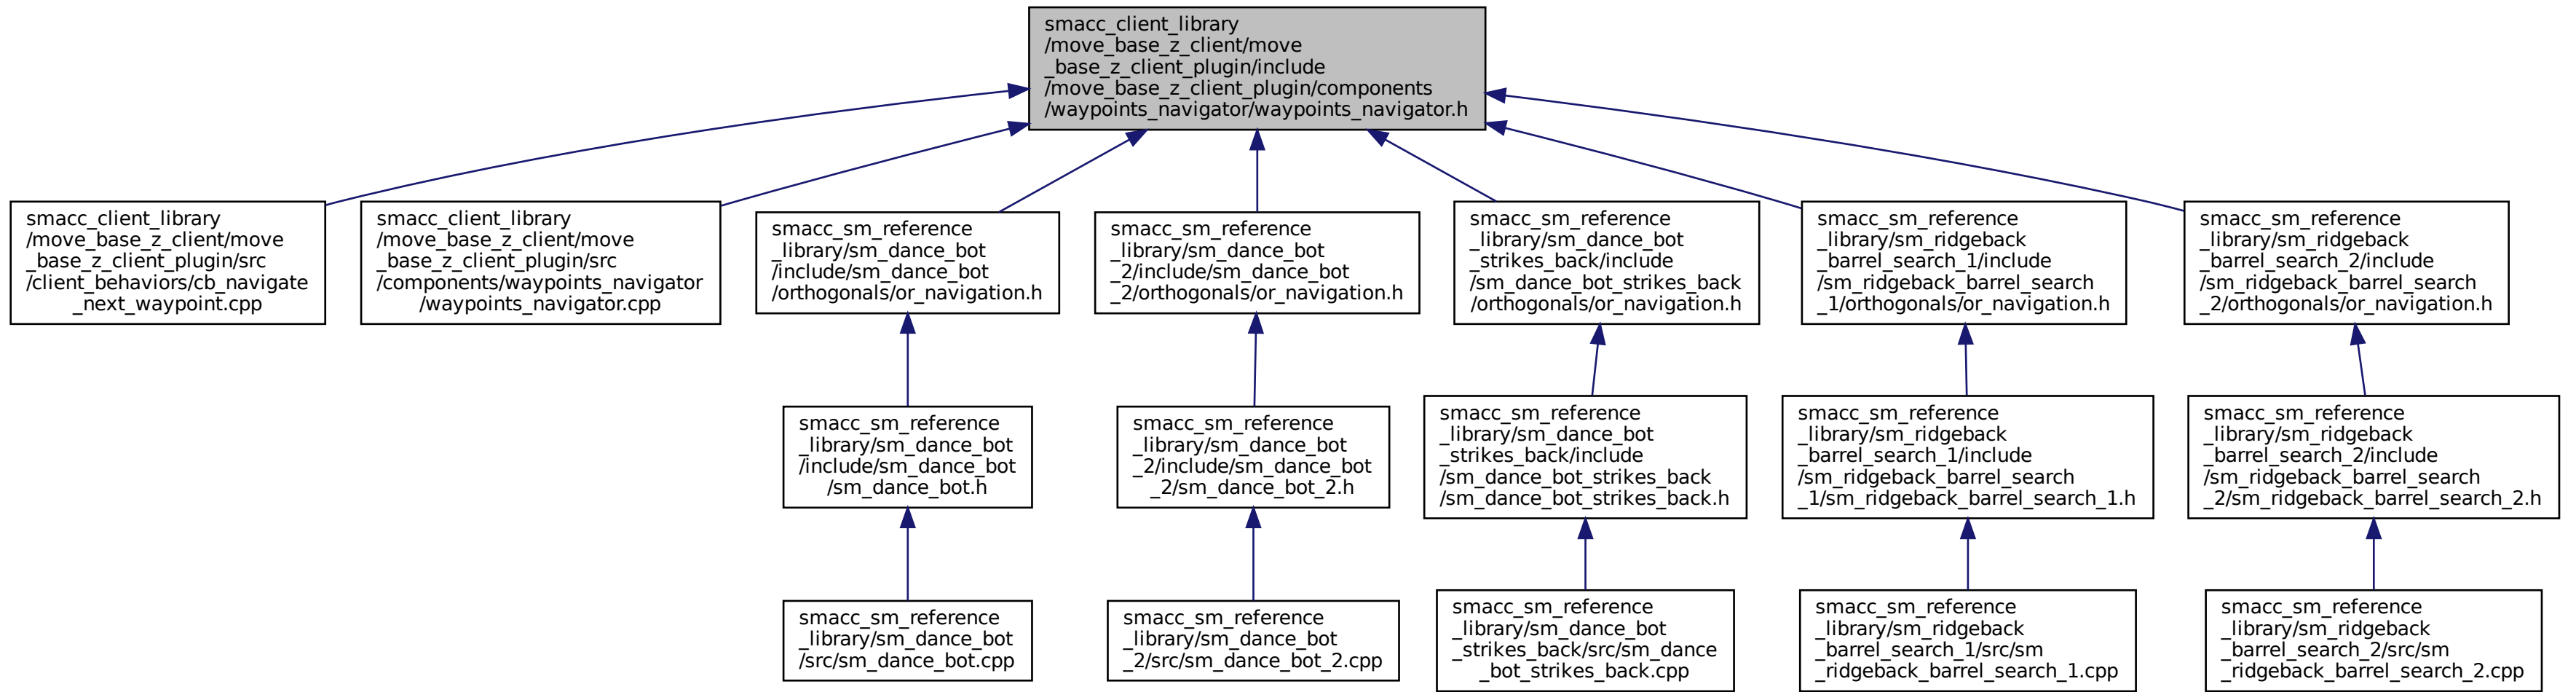 smacc_client_library
/move_base_z_client/move
_base_z_client_plugin/include
/move_base_z_client_plugin/components
/waypoints_navigator/waypoints_navigator.h
smacc_client_library
/move_base_z_client/move
_base_z_client_plugin/src
/client_behaviors/cb_navigate
_next_waypoint.cpp
smacc_client_library
/move_base_z_client/move
_base_z_client_plugin/src
/components/waypoints_navigator
/waypoints_navigator.cpp
smacc_sm_reference
_library/sm_dance_bot
/include/sm_dance_bot
/orthogonals/or_navigation.h
smacc_sm_reference
_library/sm_dance_bot
_2/include/sm_dance_bot
_2/orthogonals/or_navigation.h
smacc_sm_reference
_library/sm_dance_bot
_strikes_back/include
/sm_dance_bot_strikes_back
/orthogonals/or_navigation.h
smacc_sm_reference
_library/sm_ridgeback
_barrel_search_1/include
/sm_ridgeback_barrel_search
_1/orthogonals/or_navigation.h
smacc_sm_reference
_library/sm_ridgeback
_barrel_search_2/include
/sm_ridgeback_barrel_search
_2/orthogonals/or_navigation.h
smacc_sm_reference
_library/sm_dance_bot
/include/sm_dance_bot
/sm_dance_bot.h
smacc_sm_reference
_library/sm_dance_bot
_2/include/sm_dance_bot
_2/sm_dance_bot_2.h
smacc_sm_reference
_library/sm_dance_bot
_strikes_back/include
/sm_dance_bot_strikes_back
/sm_dance_bot_strikes_back.h
smacc_sm_reference
_library/sm_ridgeback
_barrel_search_1/include
/sm_ridgeback_barrel_search
_1/sm_ridgeback_barrel_search_1.h
smacc_sm_reference
_library/sm_ridgeback
_barrel_search_2/include
/sm_ridgeback_barrel_search
_2/sm_ridgeback_barrel_search_2.h
smacc_sm_reference
_library/sm_dance_bot
/src/sm_dance_bot.cpp
smacc_sm_reference
_library/sm_dance_bot
_2/src/sm_dance_bot_2.cpp
smacc_sm_reference
_library/sm_dance_bot
_strikes_back/src/sm_dance
_bot_strikes_back.cpp
smacc_sm_reference
_library/sm_ridgeback
_barrel_search_1/src/sm
_ridgeback_barrel_search_1.cpp
smacc_sm_reference
_library/sm_ridgeback
_barrel_search_2/src/sm
_ridgeback_barrel_search_2.cpp